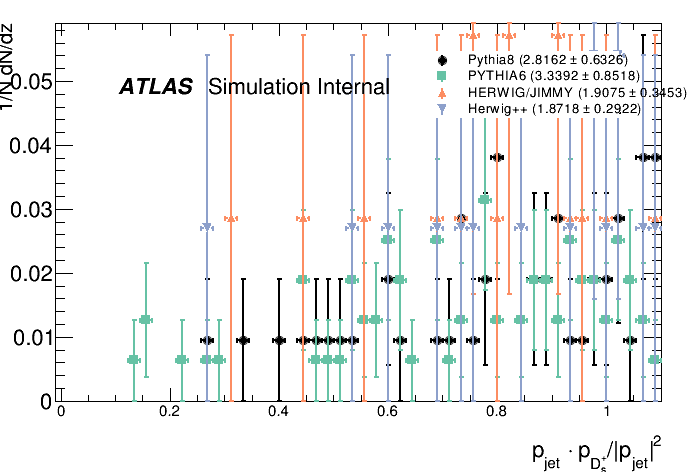 1/N dN/dz
Pythia8 (2.8162 ± 0.6326)
PYTHIA6 (3.3392 ± 0.8518)
HERWIG/JIMMY (1.9075 ± 0.3453)
Herwig++ (1.8718 ± 0.2922)
ATLAS Simulation Internal
0.05
0.04
0.03
0.02
0.01
0
0 0.2 0.4 0.6 0.8 1
p_jet · p_D_s^+/|p_jet|^2